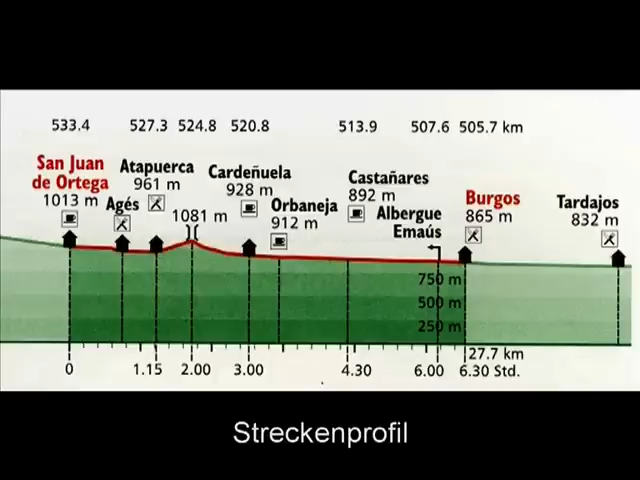 533.4 527.3 524.8 520.8 513.9 507.6 505.7 km
San Juan
de Ortega
1013 m
Agés
Atapuerca
961 m
1081 m
Cardeñuela
928 m
Orbaneja
912 m
Castañares
892 m
Albergue
Emaús
Burgos
865 m
Tardajos
832 m
750 m
500 m
250 m
27.7 km
0 1.15 2.00 3.00 4.30 6.00 6.30 Std.
Streckenprofil